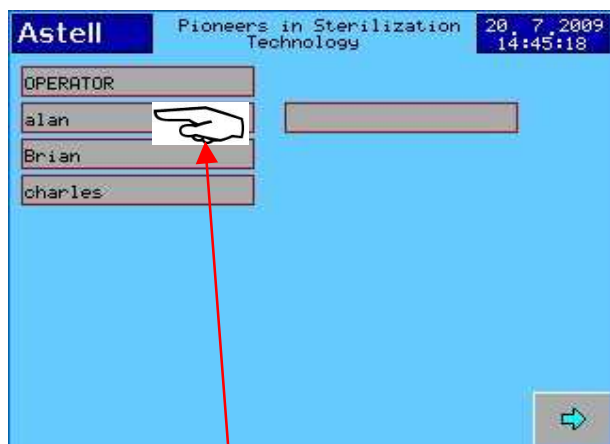 Astell
Pioneers in Sterilization
Technology
20. 7.2009
14:45:18
OPERATOR
alan
Brian
charles